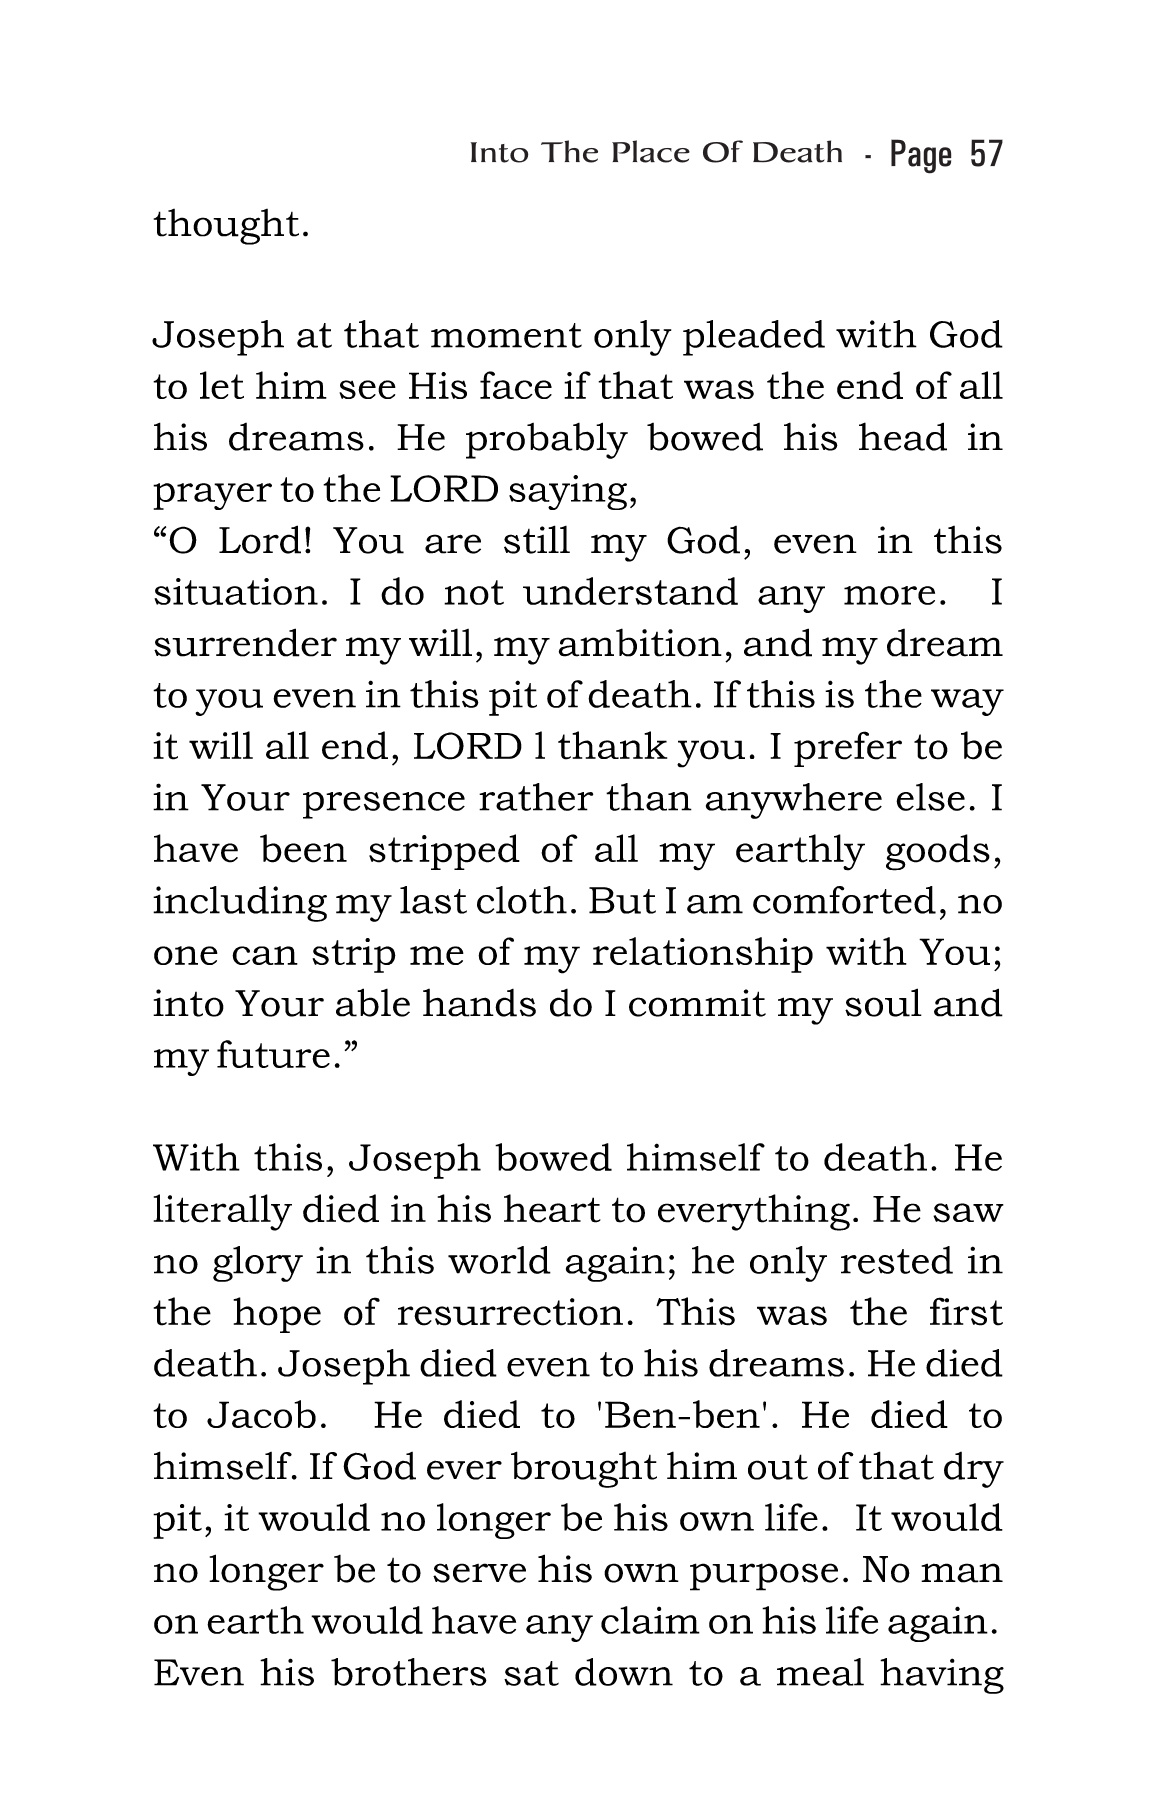 Into The Place Of Death - Page 57
thought.
Joseph at that moment only pleaded with God
to let him see His face if that was the end of all
his dreams. He probably bowed his head in
prayer to the LORD saying,
“O Lord! You are still my God, even in this
situation. I do not understand any more. I
surrender my will, my ambition, and my dream
to you even in this pit of death. If this is the way
it will all end, LORD l thank you. I prefer to be
in Your presence rather than anywhere else. I
have been stripped of all my earthly goods,
including my last cloth. But I am comforted, no
one can strip me of my relationship with You;
into Your able hands do I commit my soul and
my future.”
With this, Joseph bowed himself to death. He
literally died in his heart to everything. He saw
no glory in this world again; he only rested in
the hope of resurrection. This was the first
death. Joseph died even to his dreams. He died
to Jacob. He died to 'Ben-ben'. He died to
himself. If God ever brought him out of that dry
pit, it would no longer be his own life. It would
no longer be to serve his own purpose. No man
on earth would have any claim on his life again.
Even his brothers sat down to a meal having